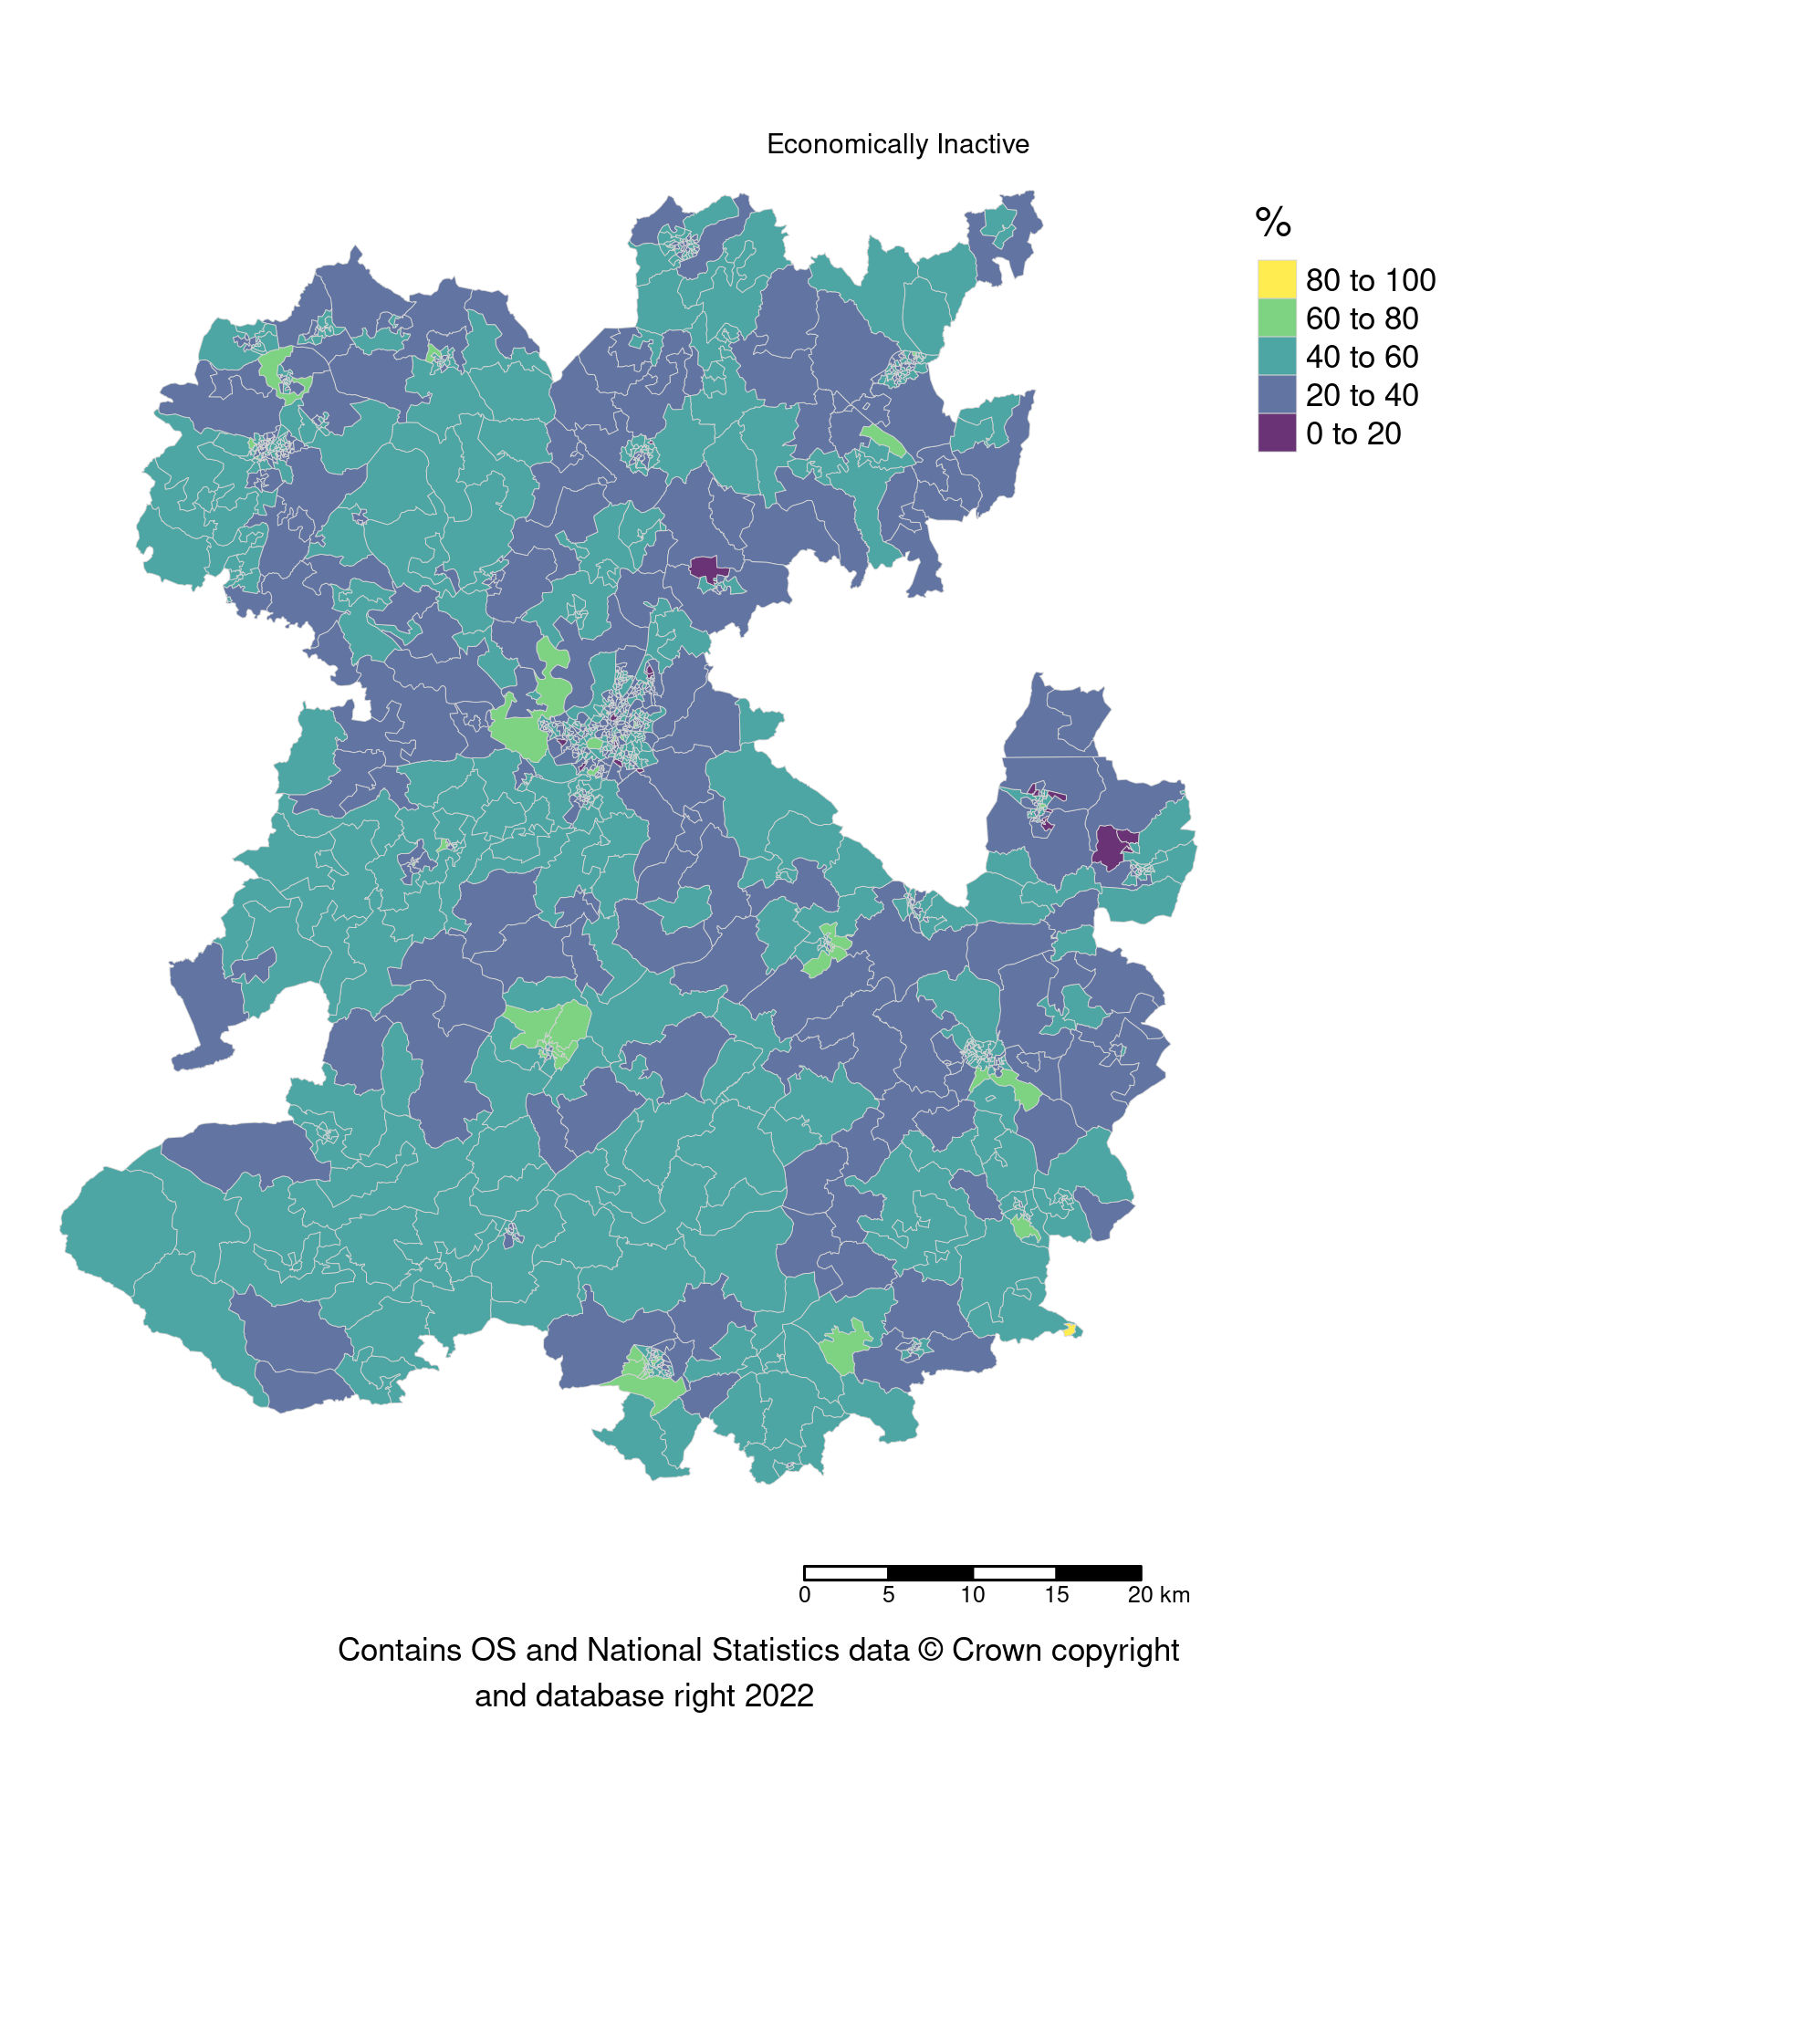 Economically Inactive
%
80 to 100
60 to 80
40 to 60
20 to 40
0 to 20
0 5 10 15 20 km
Contains OS and National Statistics data © Crown copyright
and database right 2022